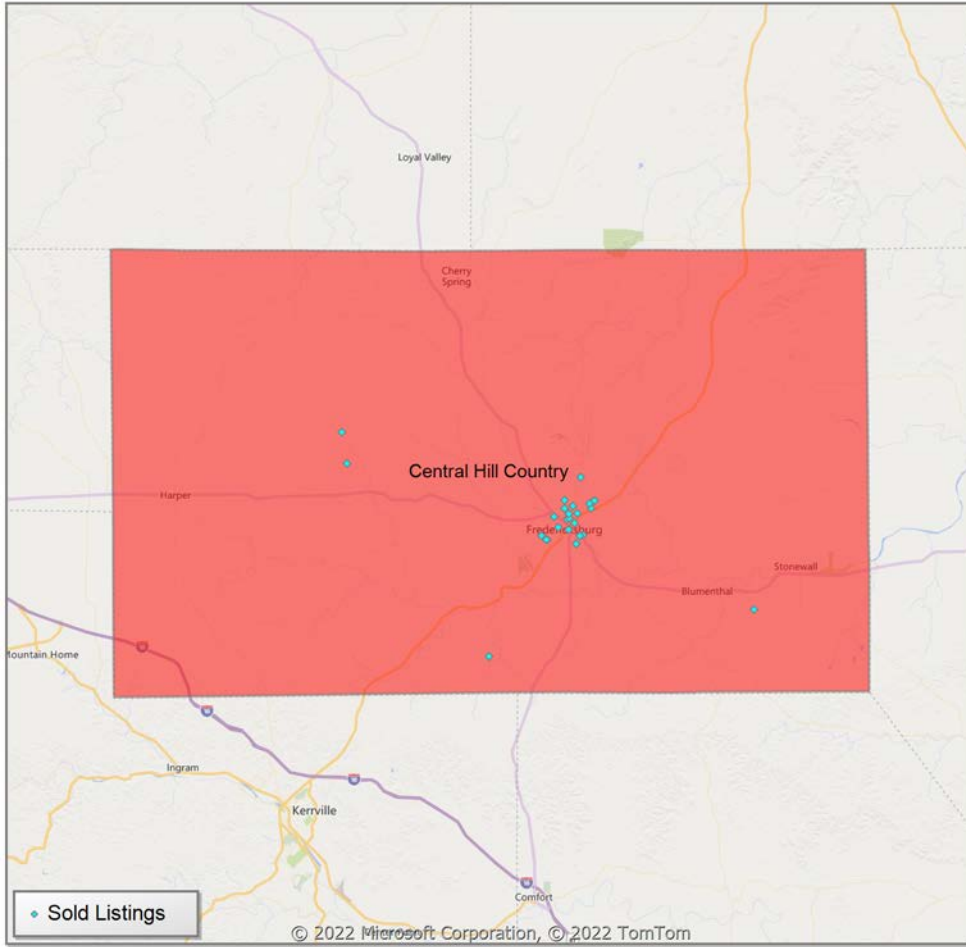 Loyal Valley
Cherry
Spring
Central Hill Country
Harper
Fredericksburg
Stonewall
Blumenthal
Mountain Home
Ingram
Kerrville
Comfort
Sold Listings
© 2022 Microsoft Corporation, © 2022 TomTom